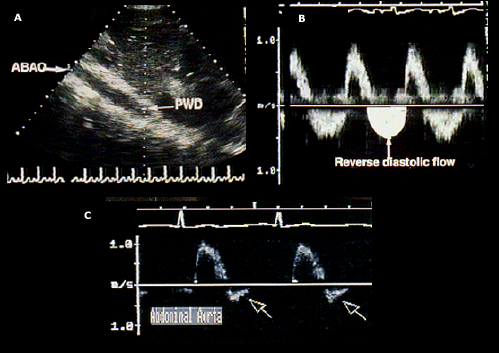 A
ABAO
PWD
B
1.0
m/s
1.0
Reverse diastolic flow
C
1.0
m/s
1.0
Abdominal Aorta